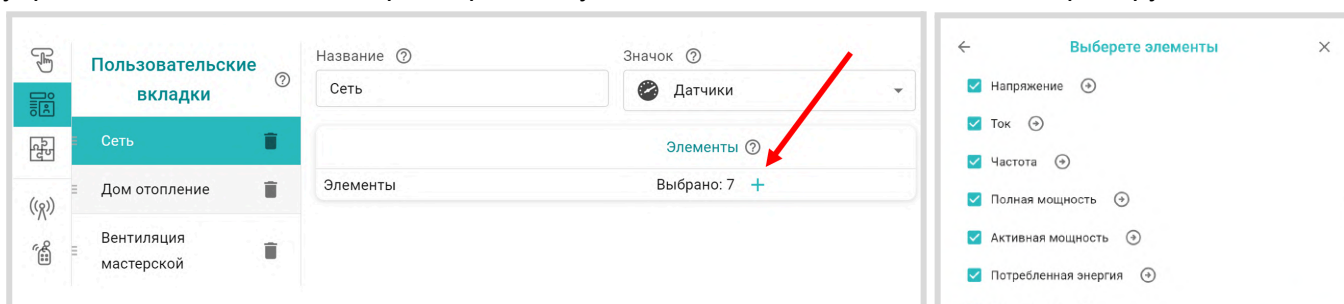 Пользовательские
вкладки
Сеть
Дом отопление
Вентиляция
мастерской
Название
Значок
Сеть
Датчики
Элементы
Элементы
Выбрано: 7 +
Выберете элементы
Напряжение
Ток
Частота
Полная мощность
Активная мощность
Потребленная энергия